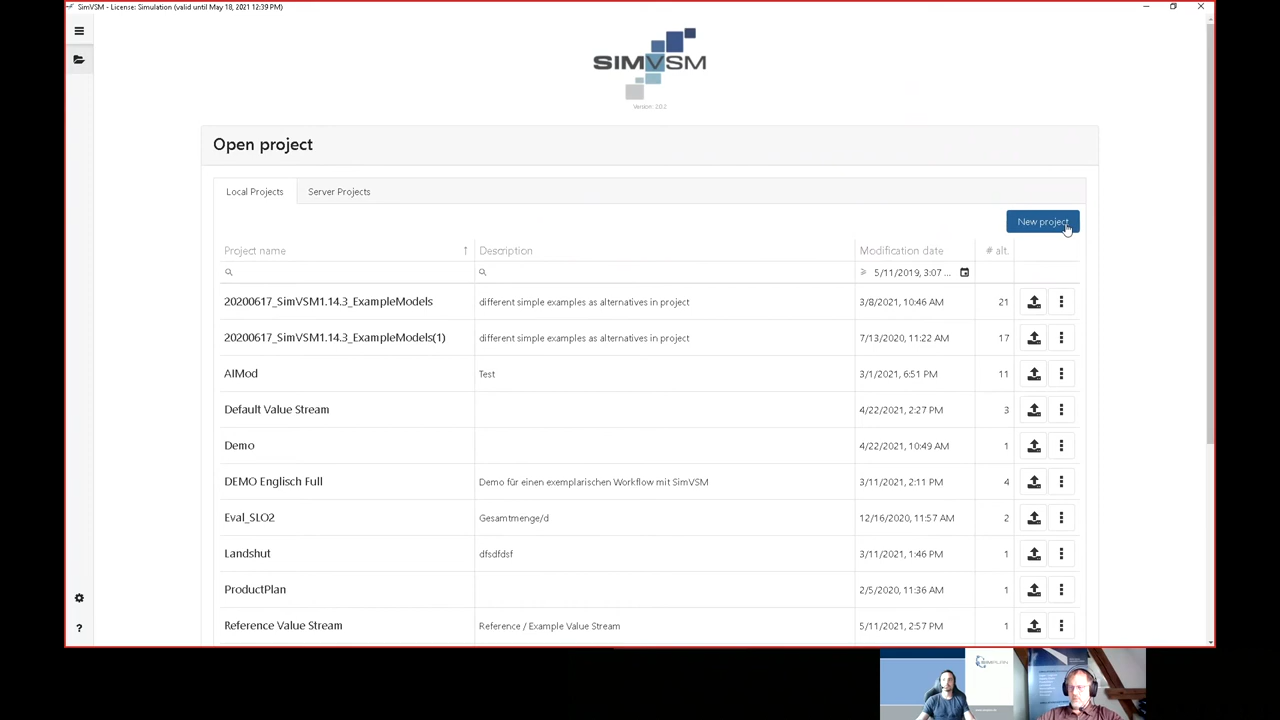 SimVSM - License: Simulation (valid until May 18, 2021 12:39 PM)
SIMVSM
Version: 2.0.2
Open project
Local Projects Server Projects
New project
Project name ↑ Description Modification date # alt.
≥ 5/11/2019, 3:07 ...
20200617_SimVSM1.14.3_ExampleModels different simple examples as alternatives in project 3/8/2021, 10:46 AM 21
20200617_SimVSM1.14.3_ExampleModels(1) different simple examples as alternatives in project 7/13/2020, 11:22 AM 17
AIMod Test 3/1/2021, 6:51 PM 11
Default Value Stream 4/22/2021, 2:27 PM 3
Demo 4/22/2021, 10:49 AM 1
DEMO Englisch Full Demo für einen exemplarischen Workflow mit SimVSM 3/11/2021, 2:11 PM 4
Eval_SLO2 Gesamtmenge/d 12/16/2020, 11:57 AM 2
Landshut dfsdfdsf 3/11/2021, 1:46 PM 1
ProductPlan 2/5/2020, 11:36 AM 1
Reference Value Stream Reference / Example Value Stream 5/11/2021, 2:57 PM 1
?
SIMPLAN